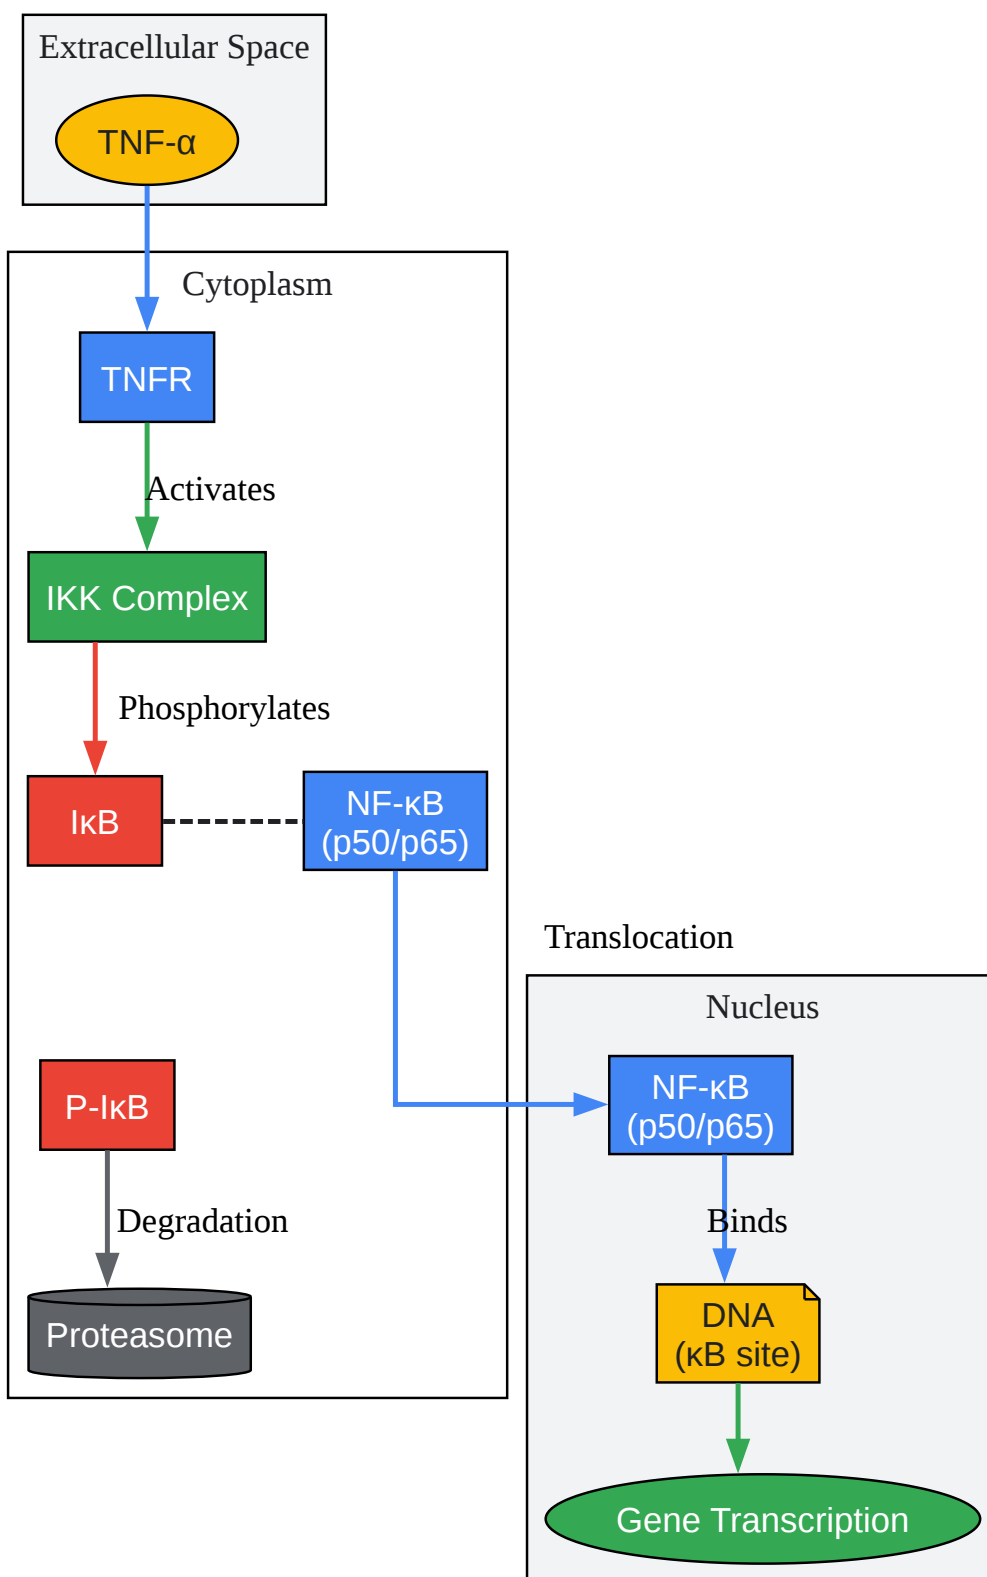 Extracellular Space
TNF-α
Cytoplasm
TNFR
Activates
IKK Complex
Phosphorylates
IκB
NF-κB
(p50/p65)
Translocation
Nucleus
NF-κB
(p50/p65)
P-IκB
Degradation
Binds
Proteasome
DNA
(κB site)
Gene Transcription